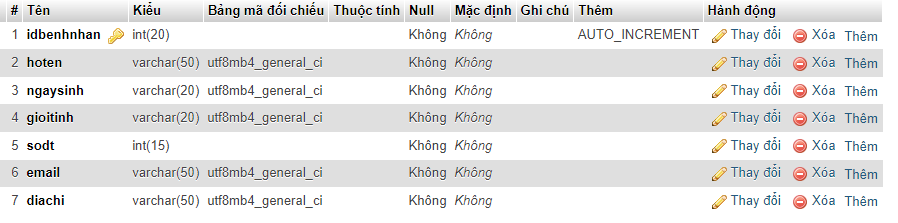 # Tên Kiểu Bảng mã đối chiếu Thuộc tính Null Mặc định Ghi chú Thêm Hành động
1 idbenhnhan int(20) Không Không AUTO_INCREMENT Thay đổi Xóa Thêm
2 hoten varchar(50) utf8mb4_general_ci Không Không Thay đổi Xóa Thêm
3 ngaysinh varchar(20) utf8mb4_general_ci Không Không Thay đổi Xóa Thêm
4 gioitinh varchar(20) utf8mb4_general_ci Không Không Thay đổi Xóa Thêm
5 sodt int(15) Không Không Thay đổi Xóa Thêm
6 email varchar(50) utf8mb4_general_ci Không Không Thay đổi Xóa Thêm
7 diachi varchar(50) utf8mb4_general_ci Không Không Thay đổi Xóa Thêm